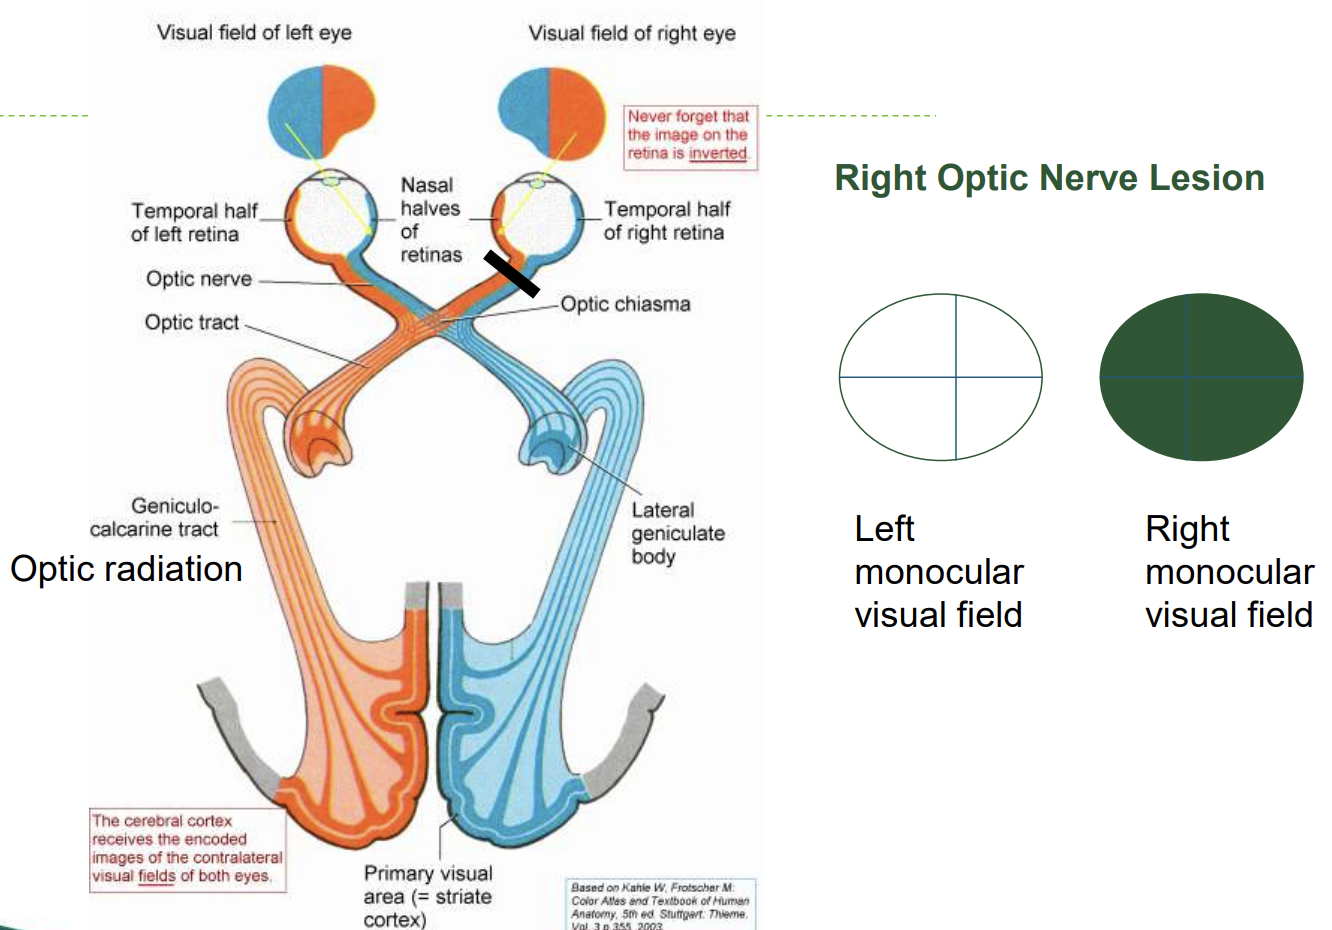 Visual field of left eye
Visual field of right eye
Never forget that
the image on the
retina is inverted.
Right Optic Nerve Lesion
Temporal half
of left retina
Nasal
halves
of
retinas
Temporal half
of right retina
Optic nerve
Optic chiasma
Optic tract
Geniculo-
calcarine tract
Optic radiation
Lateral
geniculate
body
Left
monocular
visual field
Right
monocular
visual field
The cerebral cortex
receives the encoded
images of the contralateral
visual fields of both eyes.
Primary visual
area (= striate
cortex)
Based on Kahle W, Frotscher M:
Color Atlas and Textbook of Human
Anatomy, 5th ed. Stuttgart: Thieme.
Vol. 3 p.355, 2003.